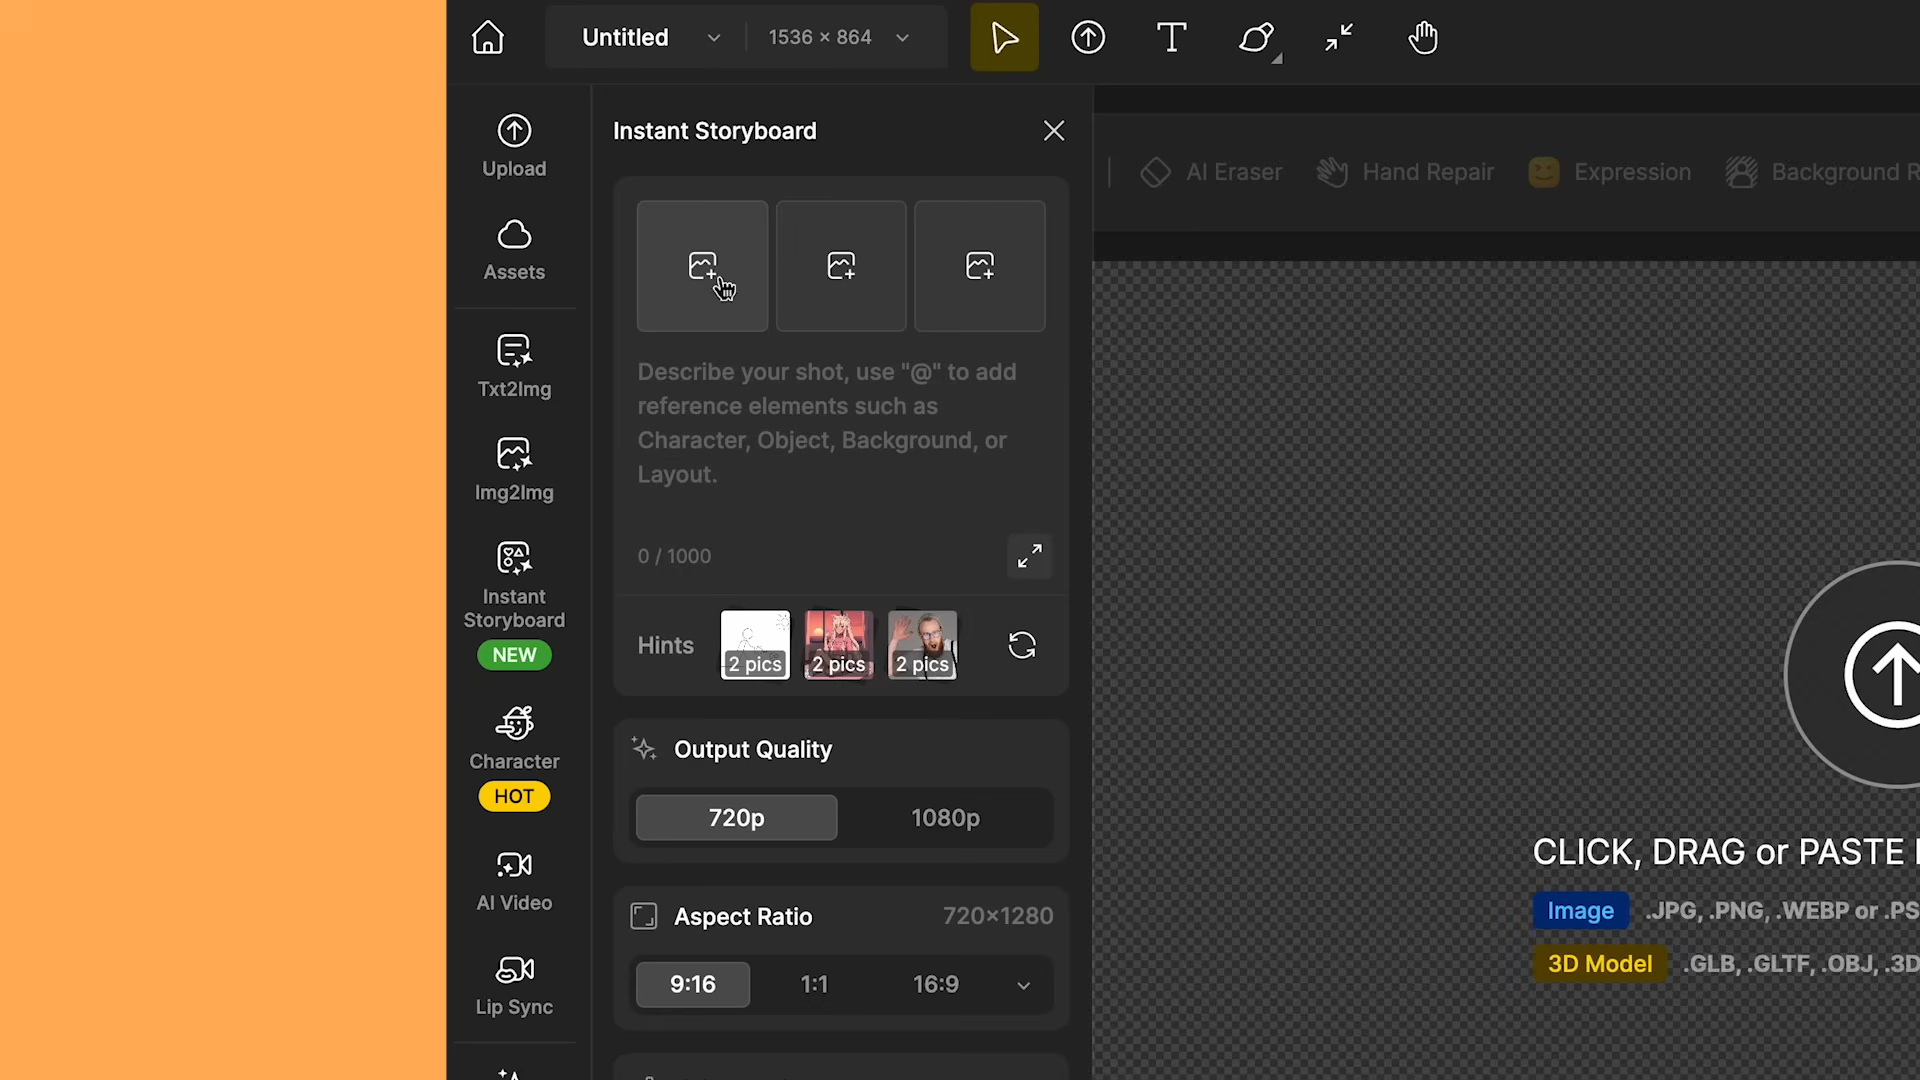 Untitled
1536 × 864
Upload
Assets
Txt2Img
Img2Img
Instant
Storyboard
NEW
Character
HOT
AI Video
Lip Sync
Instant Storyboard
Describe your shot, use "@" to add
reference elements such as
Character, Object, Background, or
Layout.
0 / 1000
Hints
2 pics
2 pics
2 pics
Output Quality
720p
1080p
Aspect Ratio
720×1280
9:16
1:1
16:9
AI Eraser
Hand Repair
Expression
Background R
CLICK, DRAG or PASTE
Image
.JPG, .PNG, .WEBP or .PS
3D Model
.GLB, .GLTF, .OBJ, .3D